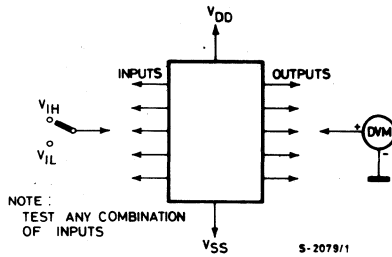 VDD
INPUTS
OUTPUTS
VIH
VIL
+
DVM
-
NOTE :
TEST ANY COMBINATION
OF INPUTS
VSS
S-2079/1